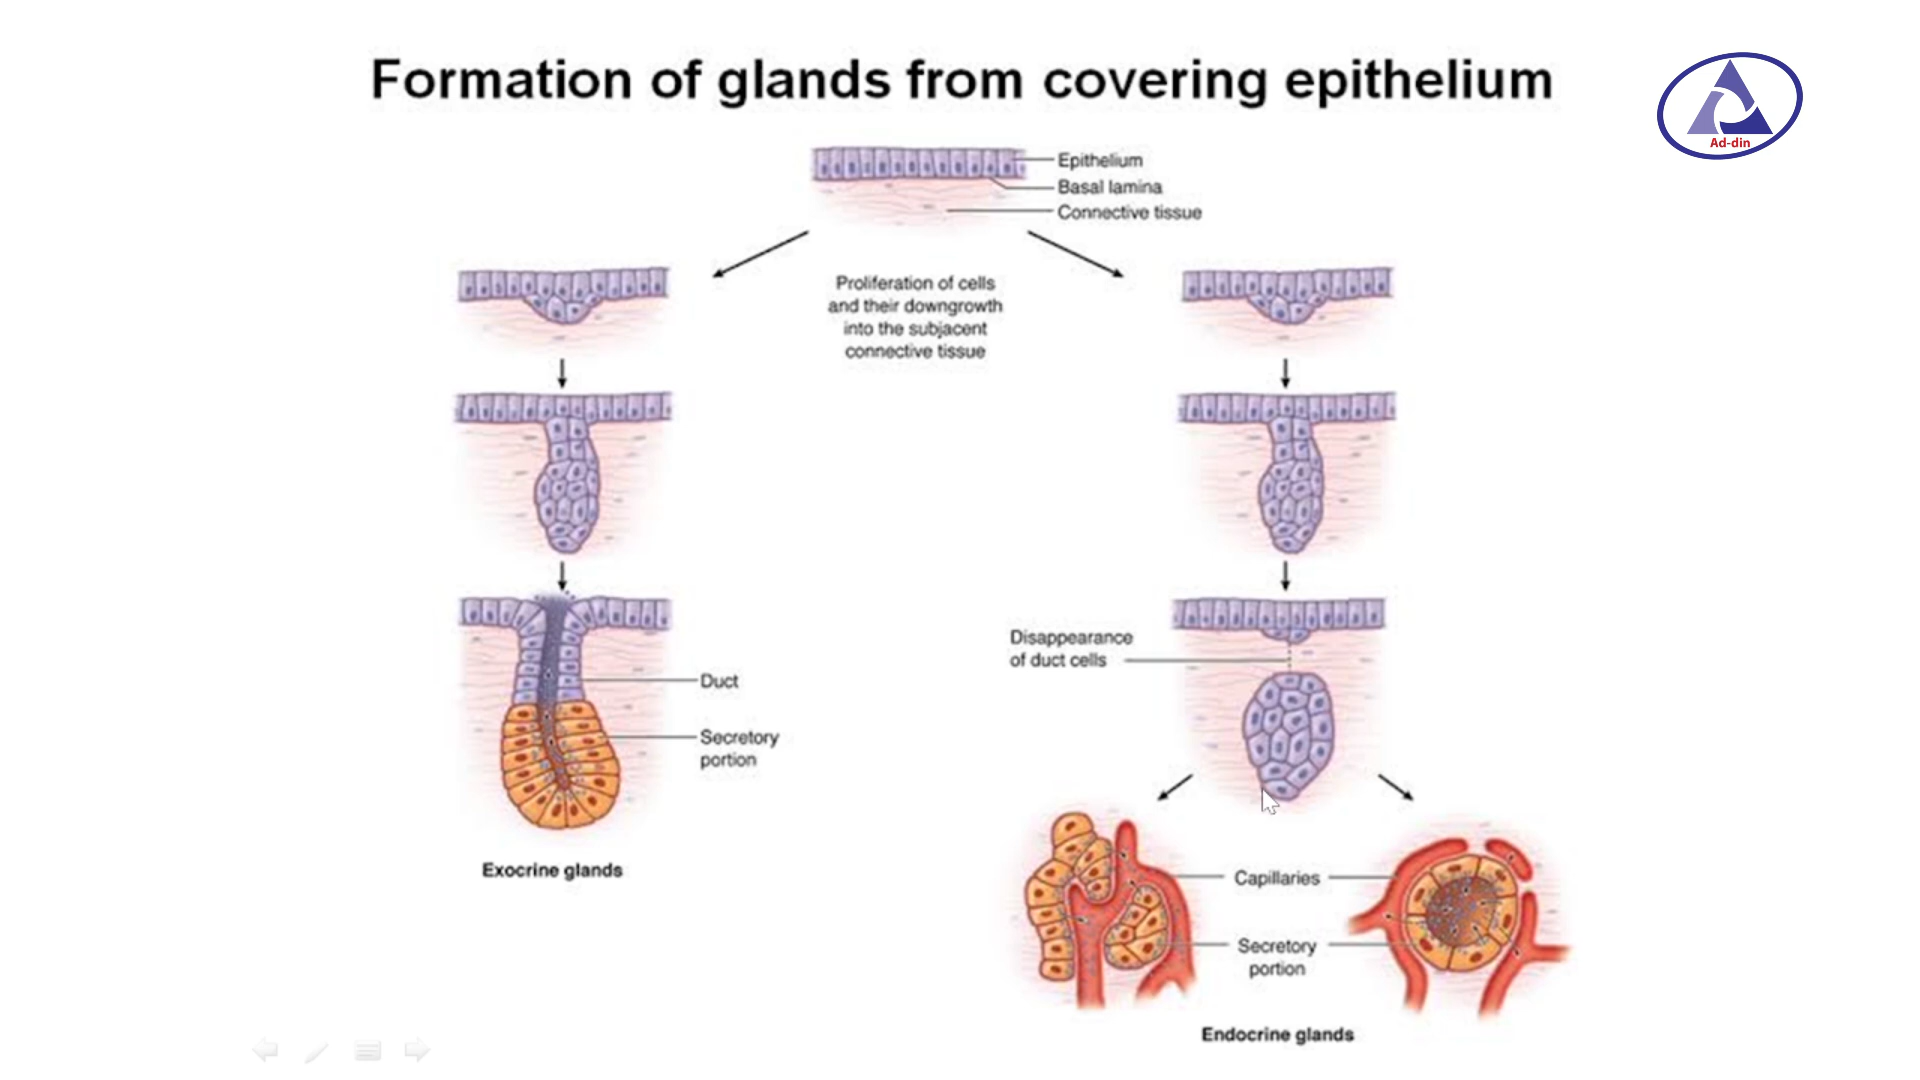 Formation of glands from covering epithelium
Ad-din
Epithelium
Basal lamina
Connective tissue
Proliferation of cells
and their downgrowth
into the subjacent
connective tissue
Disappearance
of duct cells
Duct
Secretory
portion
Exocrine glands
Capillaries
Secretory
portion
Endocrine glands